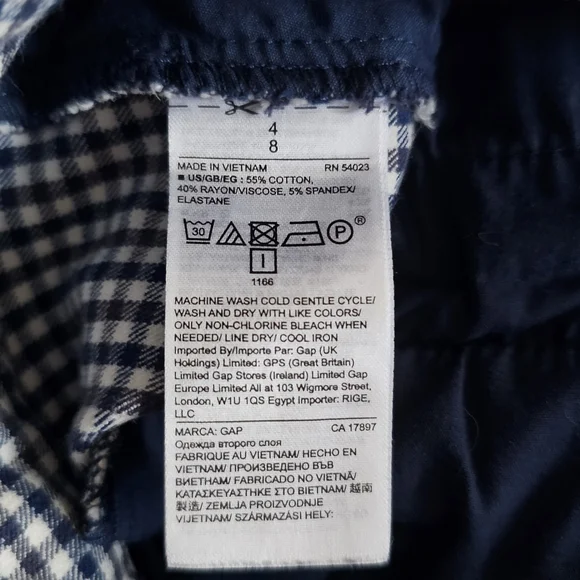 4
8
MADE IN VIETNAM RN 54023
■ US/GB/EG : 55% COTTON,
40% RAYON/VISCOSE, 5% SPANDEX/
ELASTANE
30 P ®
I
1166
MACHINE WASH COLD GENTLE CYCLE/
WASH AND DRY WITH LIKE COLORS/
ONLY NON-CHLORINE BLEACH WHEN
NEEDED/ LINE DRY/ COOL IRON
Imported By/Importe Par: Gap (UK
Holdings) Limited: GPS (Great Britain)
Limited Gap Stores (Ireland) Limited Gap
Europe Limited All at 103 Wigmore Street,
London, W1U 1QS Egypt Importer: RIGE,
LLC
MARCA: GAP CA 17897
Одежда второго слоя
FABRIQUE AU VIETNAM/ HECHO EN
VIETNAM/ ПРОИЗВЕДЕНО ВЪВ
ВИЕТНАМ/ FABRICADO NO VIETNÃ/
ΚΑΤΑΣΚΕΥΑΣΤΗΚΕ ΣΤΟ ΒΙΕΤΝΑΜ/ 越南
製造/ ZEMLJA PROIZVODNJE
VIJETNAM/ SZÁRMAZÁSI HELY: